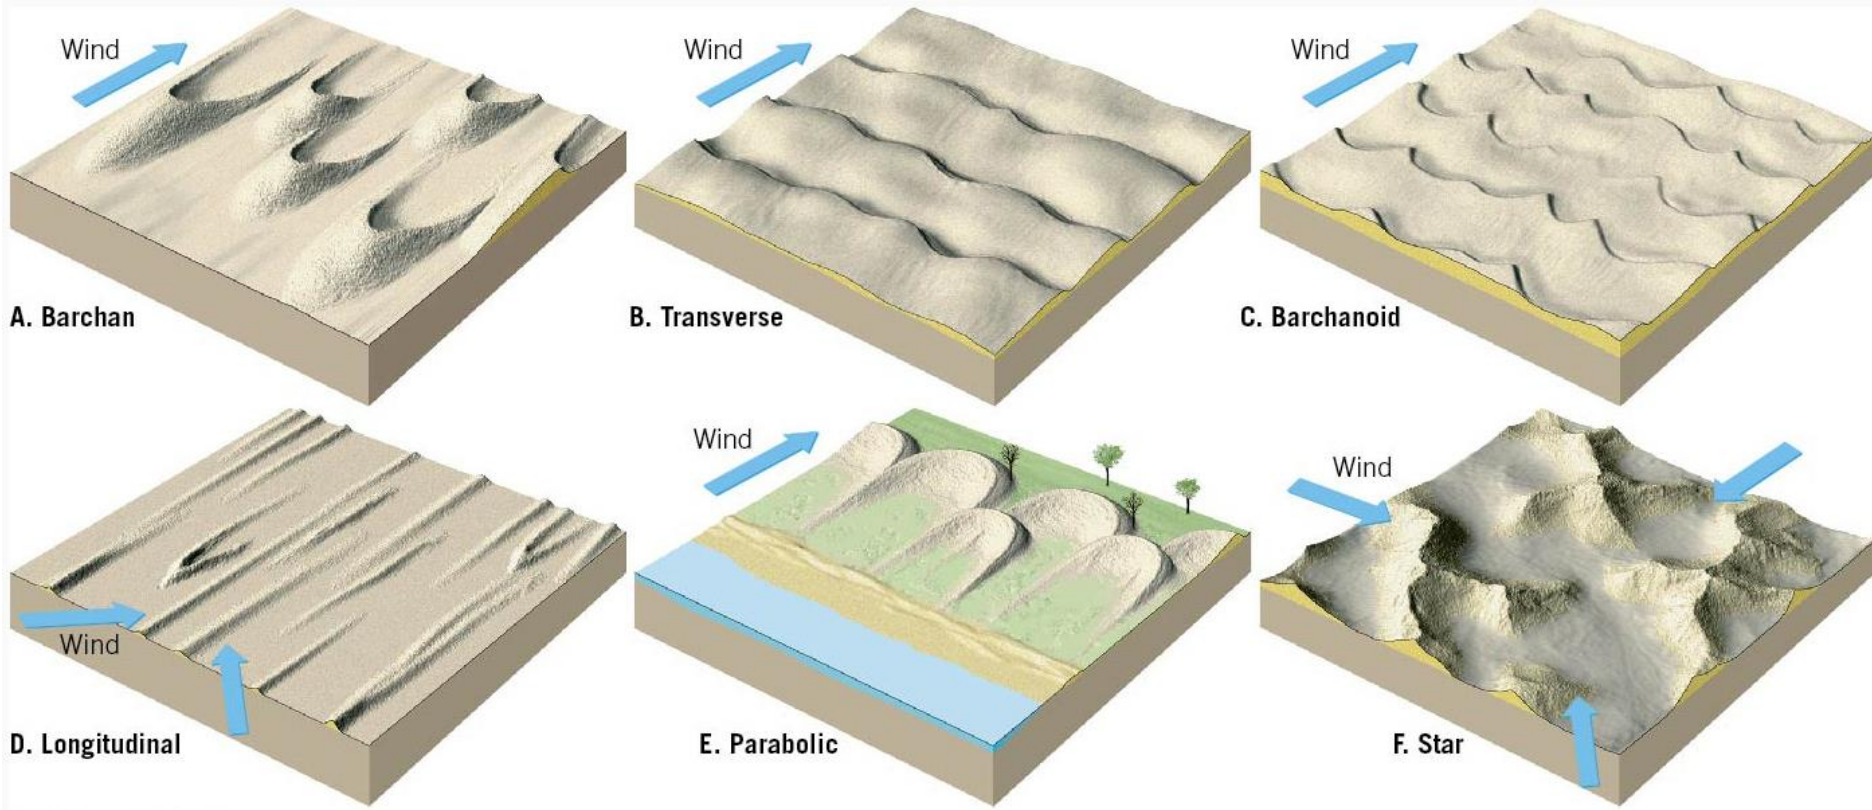 Wind
Wind
Wind
A. Barchan
B. Transverse
C. Barchanoid
Wind
Wind
Wind
D. Longitudinal
E. Parabolic
F. Star